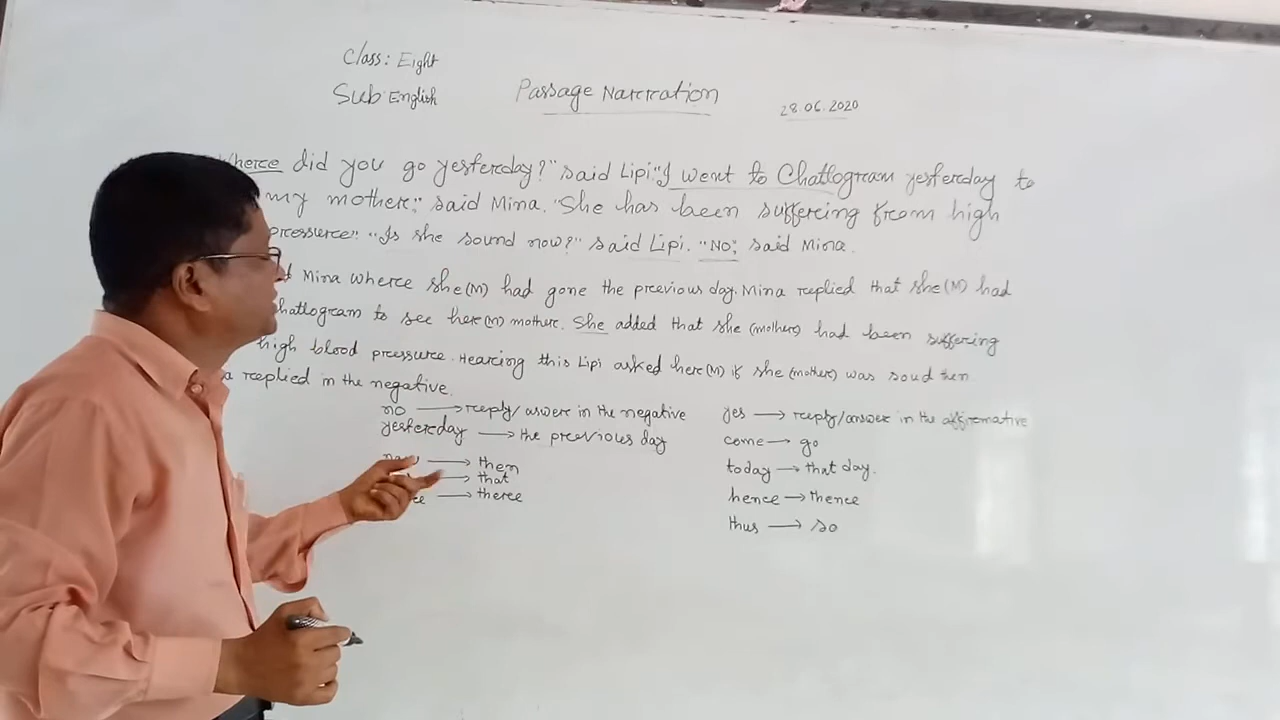 Class: Eight
Sub English
Passage Narration
28.06.2020
Where did you go yesterday?" said Lipi. "I went to Chattogram yesterday to
my mother;" said Mina. "She has been suffering from high
pressure." "Is she sound now?" said Lipi. "No," said Mina.
Mina where she (M) had gone the previous day. Mina replied that she (M) had
Chattogram to see her (M) mother. She added that she (mother) had been suffering
high blood pressure. Hearing this Lipi asked her (M) if she (mother) was soud then
replied in the negative.
no → reply/answer in the negative
yesterday → the previous day
→ then
→ that
→ there
yes → reply/answer in the affirmative
come → go
today → that day.
hence → thence
thus → so